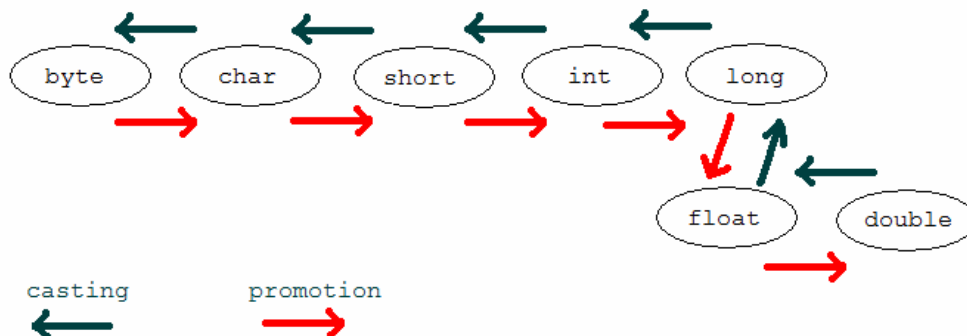 byte char short int long
float double
casting promotion